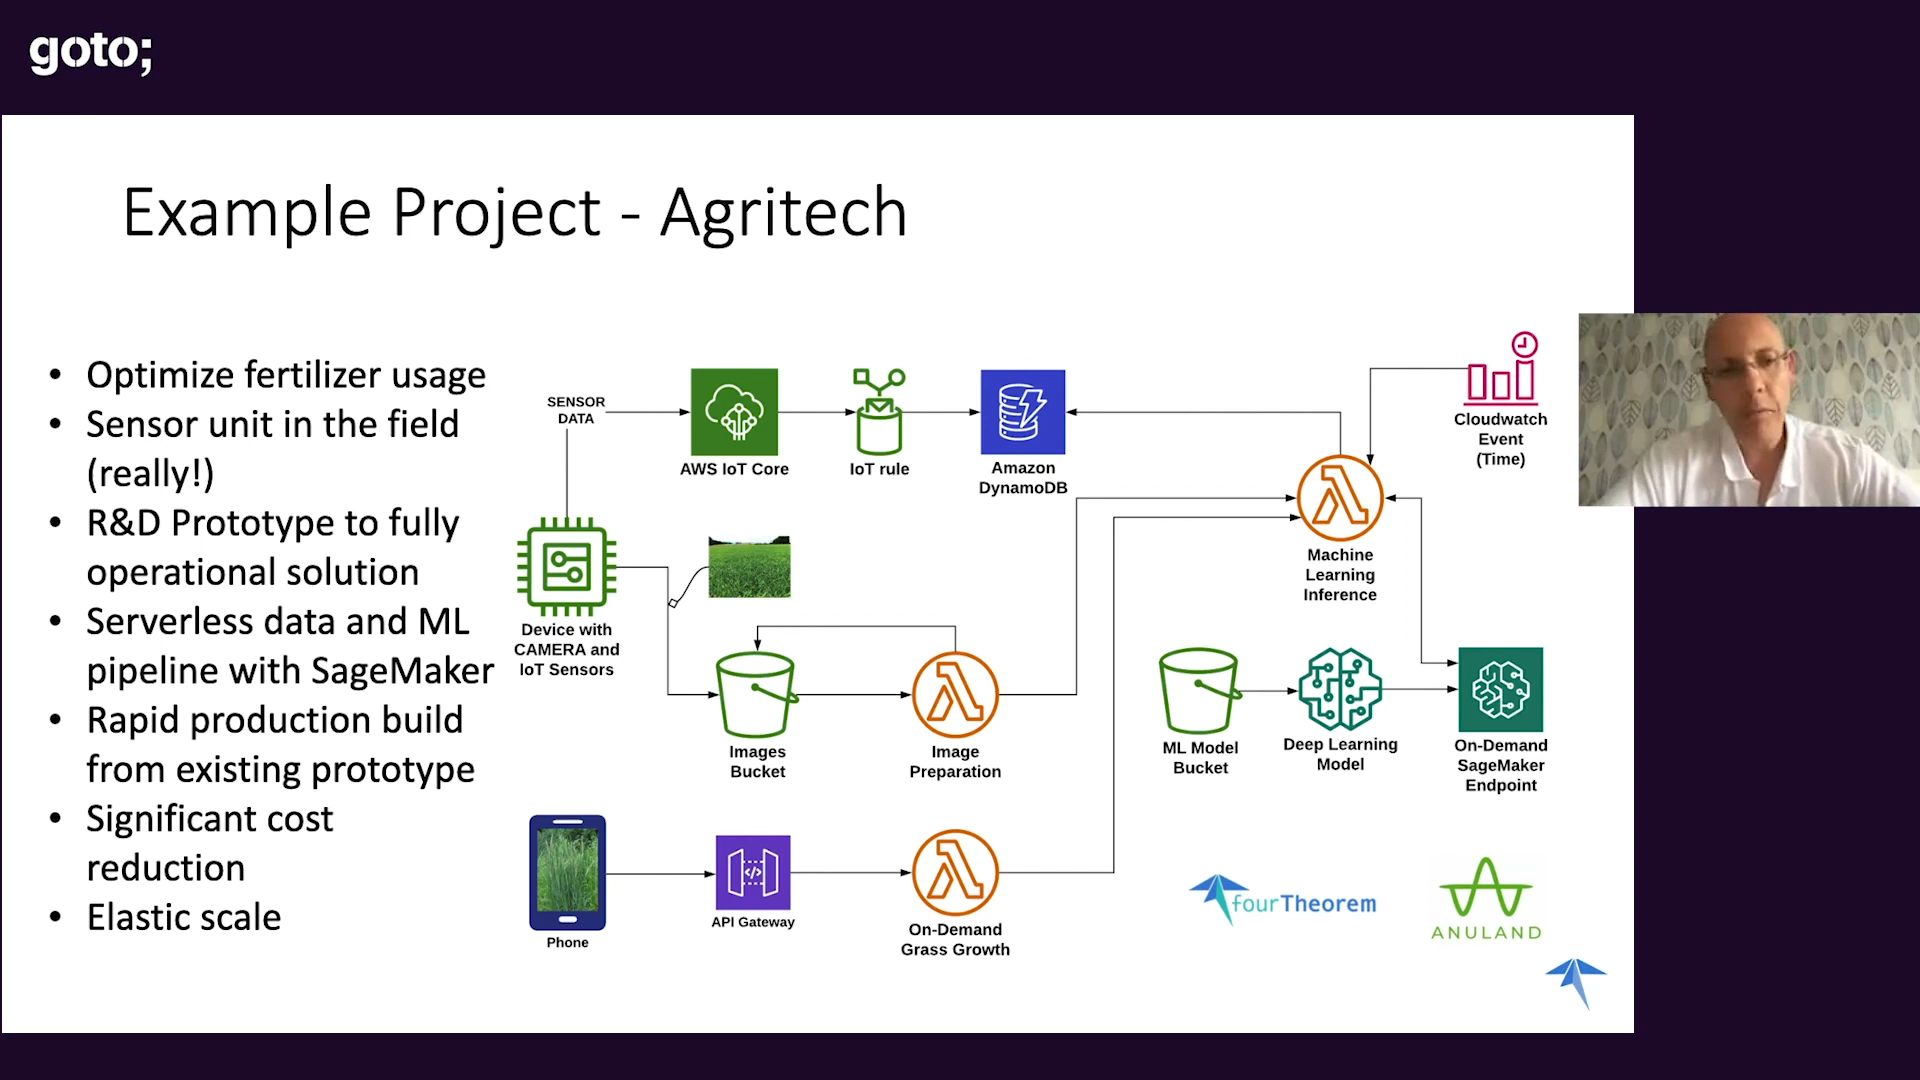 goto;
Example Project - Agritech
• Optimize fertilizer usage
• Sensor unit in the field
(really!)
• R&D Prototype to fully
operational solution
• Serverless data and ML
pipeline with SageMaker
• Rapid production build
from existing prototype
• Significant cost
reduction
• Elastic scale
SENSOR
DATA
AWS IoT Core
IoT rule
Amazon
DynamoDB
Cloudwatch
Event
(Time)
Machine
Learning
Inference
Device with
CAMERA and
IoT Sensors
Images
Bucket
Image
Preparation
ML Model
Bucket
Deep Learning
Model
On-Demand
SageMaker
Endpoint
Phone
</>
API Gateway
On-Demand
Grass Growth
fourTheorem
ANULAND